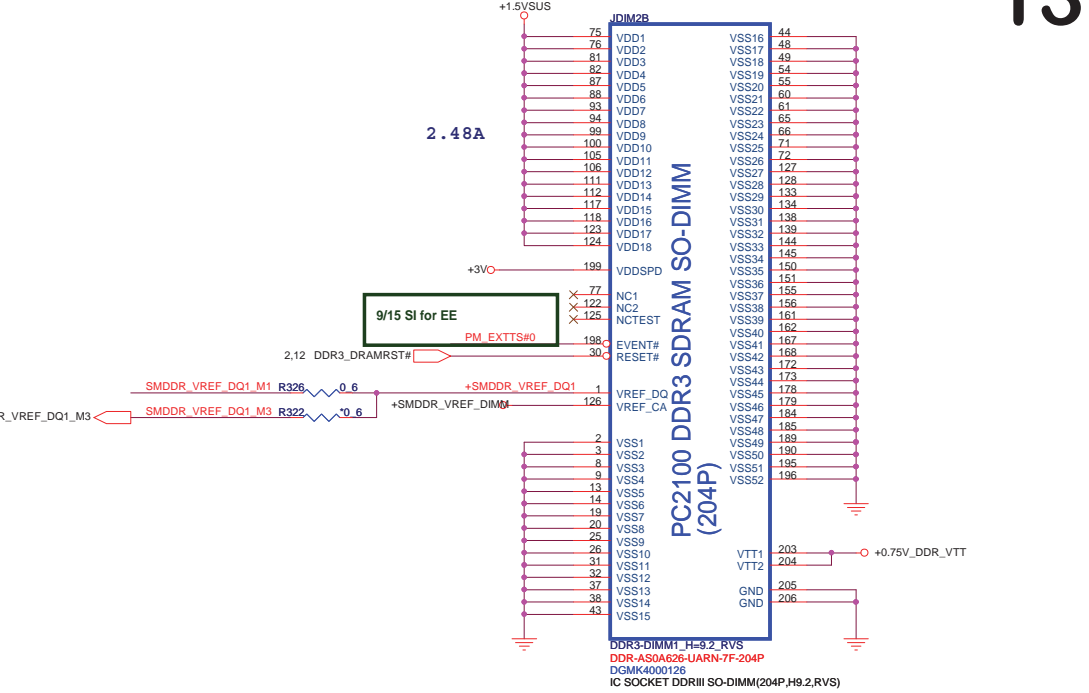 +1.5VSUS
JDIM2B
2.48A
75 VDD1
76 VDD2
81 VDD3
82 VDD4
87 VDD5
88 VDD6
93 VDD7
94 VDD8
99 VDD9
100 VDD10
105 VDD11
106 VDD12
111 VDD13
112 VDD14
117 VDD15
118 VDD16
123 VDD17
124 VDD18
+3V 199 VDDSPD
77 NC1
122 NC2
125 NCTEST
9/15 SI for EE
PM_EXTTS#0 198 EVENT#
2,12 DDR3_DRAMRST# 30 RESET#
SMDDR_VREF_DQ1_M1 R326 0_6 +SMDDR_VREF_DQ1 1 VREF_DQ
+SMDDR_VREF_DIMM 126 VREF_CA
R_VREF_DQ1_M3 SMDDR_VREF_DQ1_M3 R322 *0_6
2 VSS1
3 VSS2
8 VSS3
9 VSS4
13 VSS5
14 VSS6
19 VSS7
20 VSS8
25 VSS9
26 VSS10
31 VSS11
32 VSS12
37 VSS13
38 VSS14
43 VSS15
PC2100 DDR3 SDRAM SO-DIMM
(204P)
VSS16 44
VSS17 48
VSS18 49
VSS19 54
VSS20 55
VSS21 60
VSS22 61
VSS23 65
VSS24 66
VSS25 71
VSS26 72
VSS27 127
VSS28 128
VSS29 133
VSS30 134
VSS31 138
VSS32 139
VSS33 144
VSS34 145
VSS35 150
VSS36 151
VSS37 155
VSS38 156
VSS39 161
VSS40 162
VSS41 167
VSS42 168
VSS43 172
VSS44 173
VSS45 178
VSS46 179
VSS47 184
VSS48 185
VSS49 189
VSS50 190
VSS51 195
VSS52 196
VTT1 203 +0.75V_DDR_VTT
VTT2 204
GND 205
GND 206
DDR3-DIMM1_H=9.2_RVS
DDR-AS0A626-UARN-7F-204P
DGMK4000126
IC SOCKET DDRIII SO-DIMM(204P,H9.2,RVS)